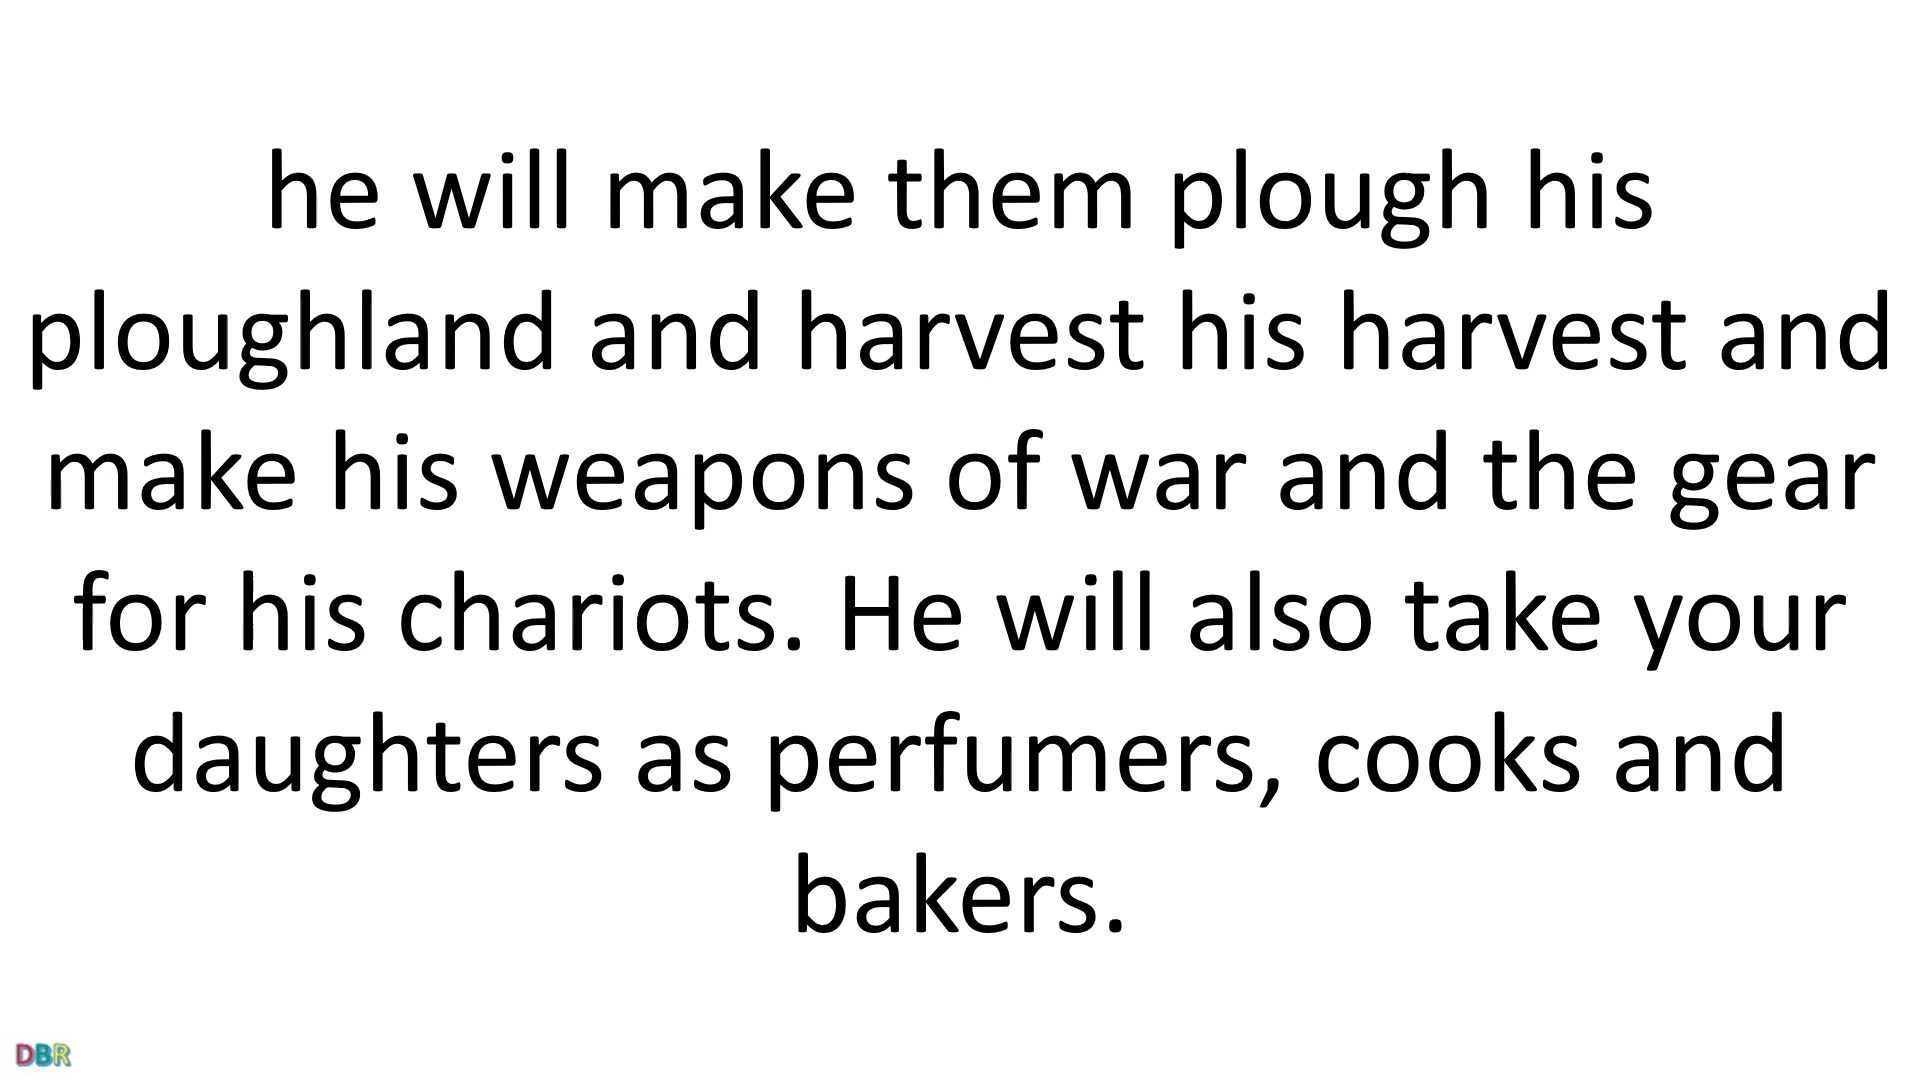 he will make them plough his
ploughland and harvest his harvest and
make his weapons of war and the gear
for his chariots. He will also take your
daughters as perfumers, cooks and
bakers.
DBR